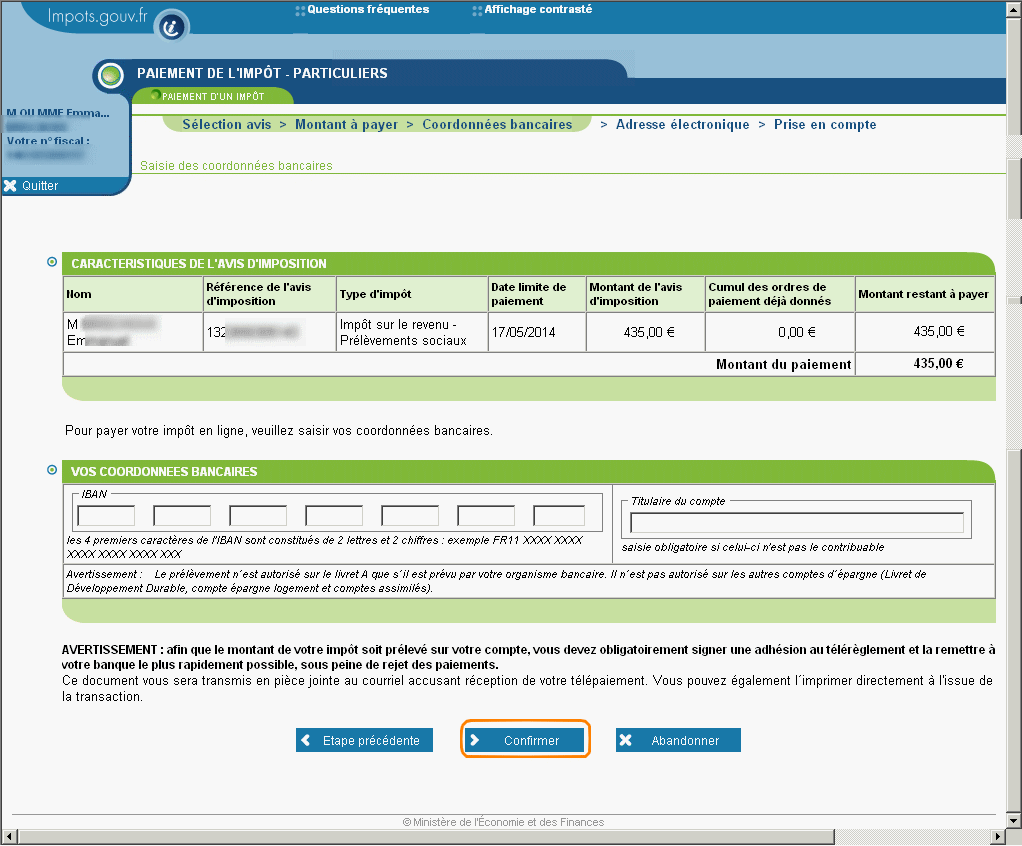 Impots.gouv.fr
Questions fréquentes
Affichage contrasté
PAIEMENT DE L'IMPÔT - PARTICULIERS
PAIEMENT D'UN IMPÔT
M OU MME Emma...
Votre n° fiscal :
Quitter
Sélection avis > Montant à payer > Coordonnées bancaires > Adresse électronique > Prise en compte
Saisie des coordonnées bancaires
CARACTERISTIQUES DE L'AVIS D'IMPOSITION
Nom
Référence de l'avis
d'imposition
Type d'impôt
Date limite de
paiement
Montant de l'avis
d'imposition
Cumul des ordres de
paiement déjà donnés
Montant restant à payer
M
132
Impôt sur le revenu -
Prélèvements sociaux
17/05/2014
435,00 €
0,00 €
435,00 €
Montant du paiement
435,00 €
Pour payer votre impôt en ligne, veuillez saisir vos coordonnées bancaires.
VOS COORDONNEES BANCAIRES
IBAN
les 4 premiers caractères de l'IBAN sont constitués de 2 lettres et 2 chiffres : exemple FR11 XXXX XXXX
XXXX XXXX XXXX XXX
Titulaire du compte
saisie obligatoire si celui-ci n'est pas le contribuable
Avertissement : Le prélèvement n´est autorisé sur le livret A que s´il est prévu par votre organisme bancaire. Il n´est pas autorisé sur les autres comptes d´épargne (Livret de
Développement Durable, compte épargne logement et comptes assimilés).
AVERTISSEMENT : afin que le montant de votre impôt soit prélevé sur votre compte, vous devez obligatoirement signer une adhésion au télérèglement et la remettre à
votre banque le plus rapidement possible, sous peine de rejet des paiements.
Ce document vous sera transmis en pièce jointe au courriel accusant réception de votre télépaiement. Vous pouvez également l´imprimer directement à l'issue de
la transaction.
Etape précédente
Confirmer
Abandonner
© Ministère de l'Économie et des Finances